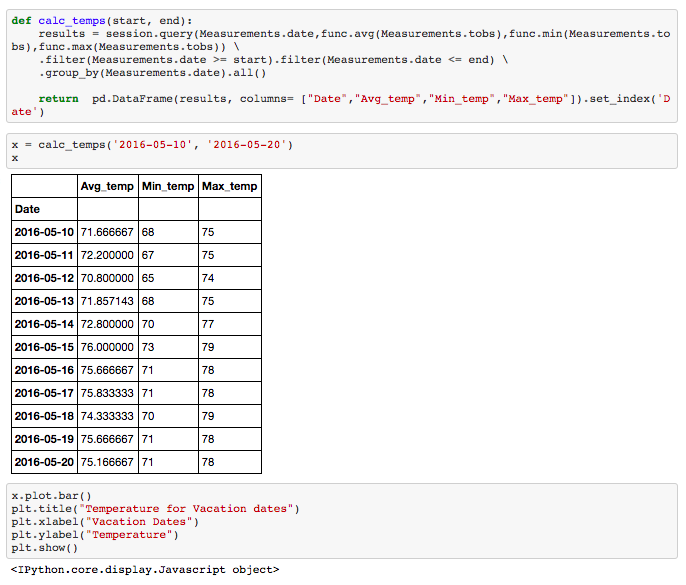 def calc_temps(start, end):
    results = session.query(Measurements.date,func.avg(Measurements.tobs),func.min(Measurements.to
bs),func.max(Measurements.tobs)) \
    .filter(Measurements.date >= start).filter(Measurements.date <= end) \
    .group_by(Measurements.date).all()
    return  pd.DataFrame(results, columns= ["Date","Avg_temp","Min_temp","Max_temp"]).set_index('D
ate')
x = calc_temps('2016-05-10', '2016-05-20')
x
Avg_temp Min_temp Max_temp
Date
2016-05-10 71.666667 68 75
2016-05-11 72.200000 67 75
2016-05-12 70.800000 65 74
2016-05-13 71.857143 68 75
2016-05-14 72.800000 70 77
2016-05-15 76.000000 73 79
2016-05-16 75.666667 71 78
2016-05-17 75.833333 71 78
2016-05-18 74.333333 70 79
2016-05-19 75.666667 71 78
2016-05-20 75.166667 71 78
x.plot.bar()
plt.title("Temperature for Vacation dates")
plt.xlabel("Vacation Dates")
plt.ylabel("Temperature")
plt.show()
<IPython.core.display.Javascript object>